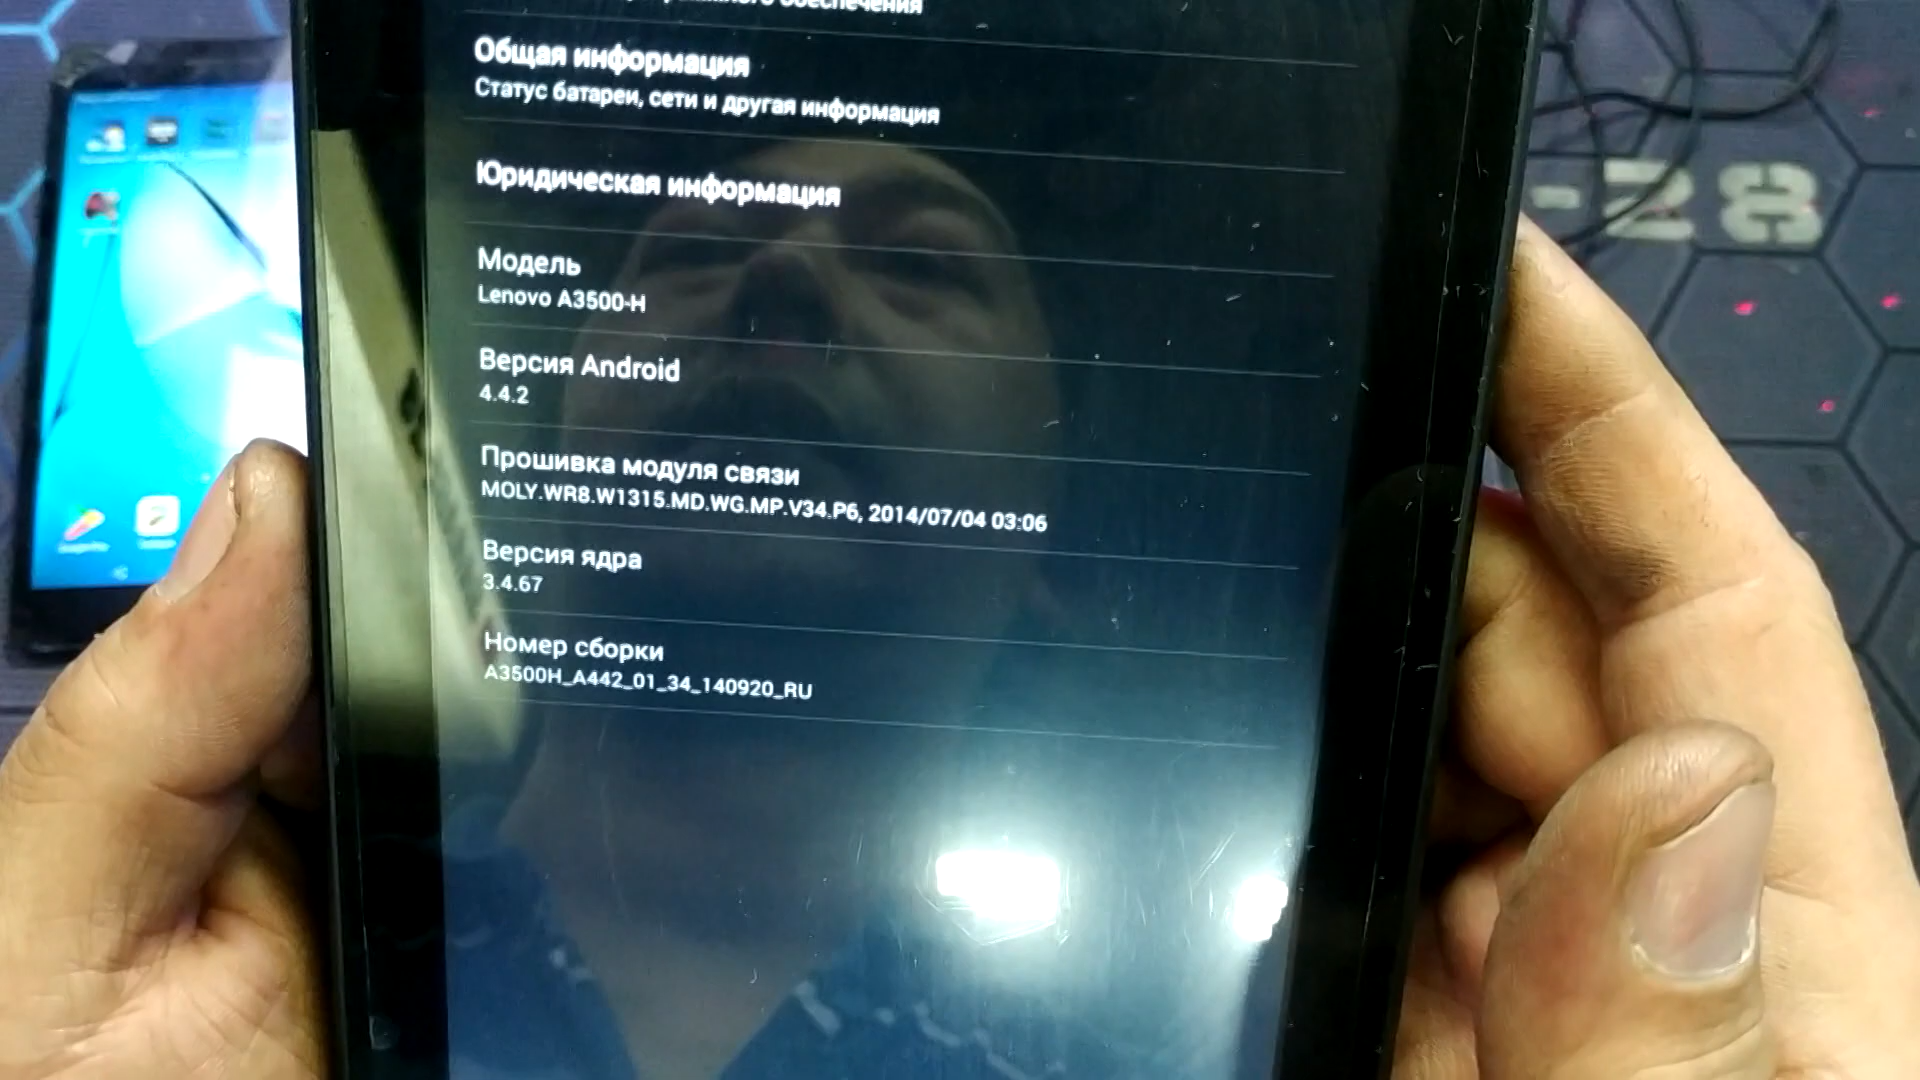 обеспечения
Общая информация
Статус батареи, сети и другая информация
Юридическая информация
Модель
Lenovo A3500-H
Версия Android
4.4.2
Прошивка модуля связи
MOLY.WR8.W1315.MD.WG.MP.V34.P6, 2014/07/04 03:06
Версия ядра
3.4.67
Номер сборки
A3500H_A442_01_34_140920_RU
-28